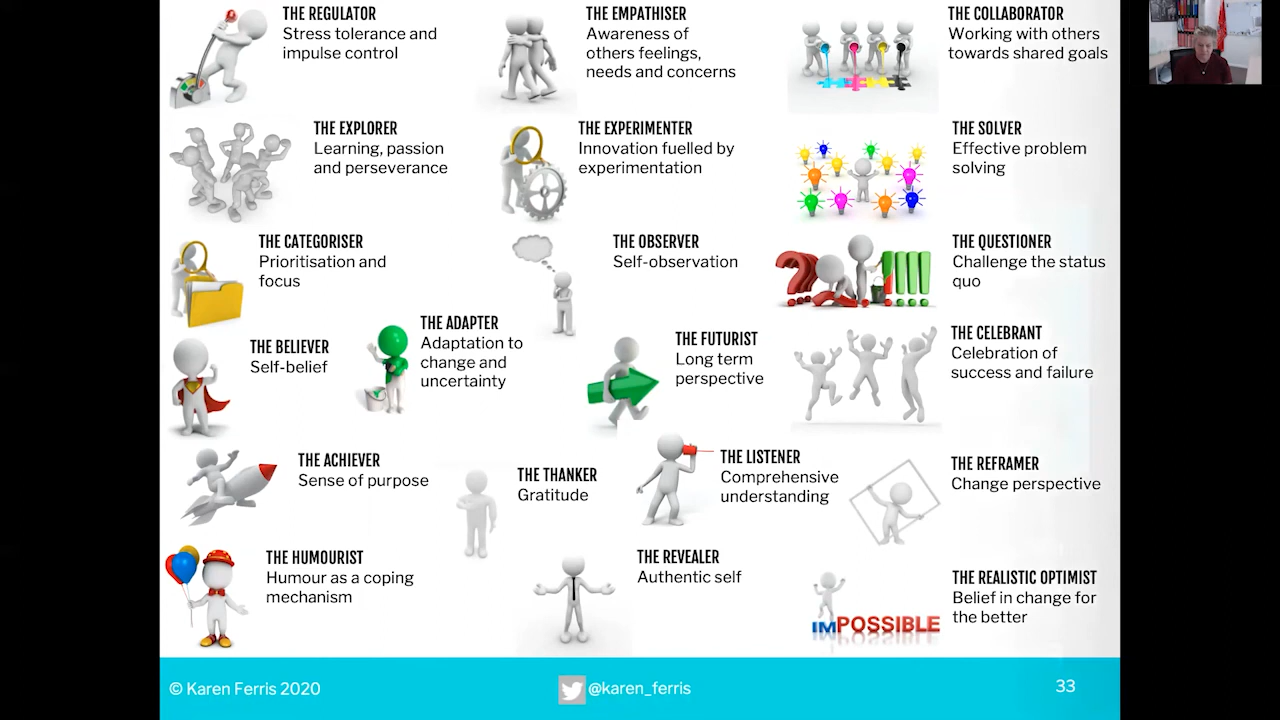 THE REGULATOR
Stress tolerance and
impulse control
THE EMPATHISER
Awareness of
others feelings,
needs and concerns
THE COLLABORATOR
Working with others
towards shared goals
THE EXPLORER
Learning, passion
and perseverance
THE EXPERIMENTER
Innovation fuelled by
experimentation
THE SOLVER
Effective problem
solving
THE CATEGORISER
Prioritisation and
focus
THE OBSERVER
Self-observation
THE QUESTIONER
Challenge the status
quo
THE BELIEVER
Self-belief
THE ADAPTER
Adaptation to
change and
uncertainty
THE FUTURIST
Long term
perspective
THE CELEBRANT
Celebration of
success and failure
THE ACHIEVER
Sense of purpose
THE THANKER
Gratitude
THE LISTENER
Comprehensive
understanding
THE REFRAMER
Change perspective
THE HUMOURIST
Humour as a coping
mechanism
THE REVEALER
Authentic self
IMPOSSIBLE
THE REALISTIC OPTIMIST
Belief in change for
the better
© Karen Ferris 2020
@karen_ferris
33